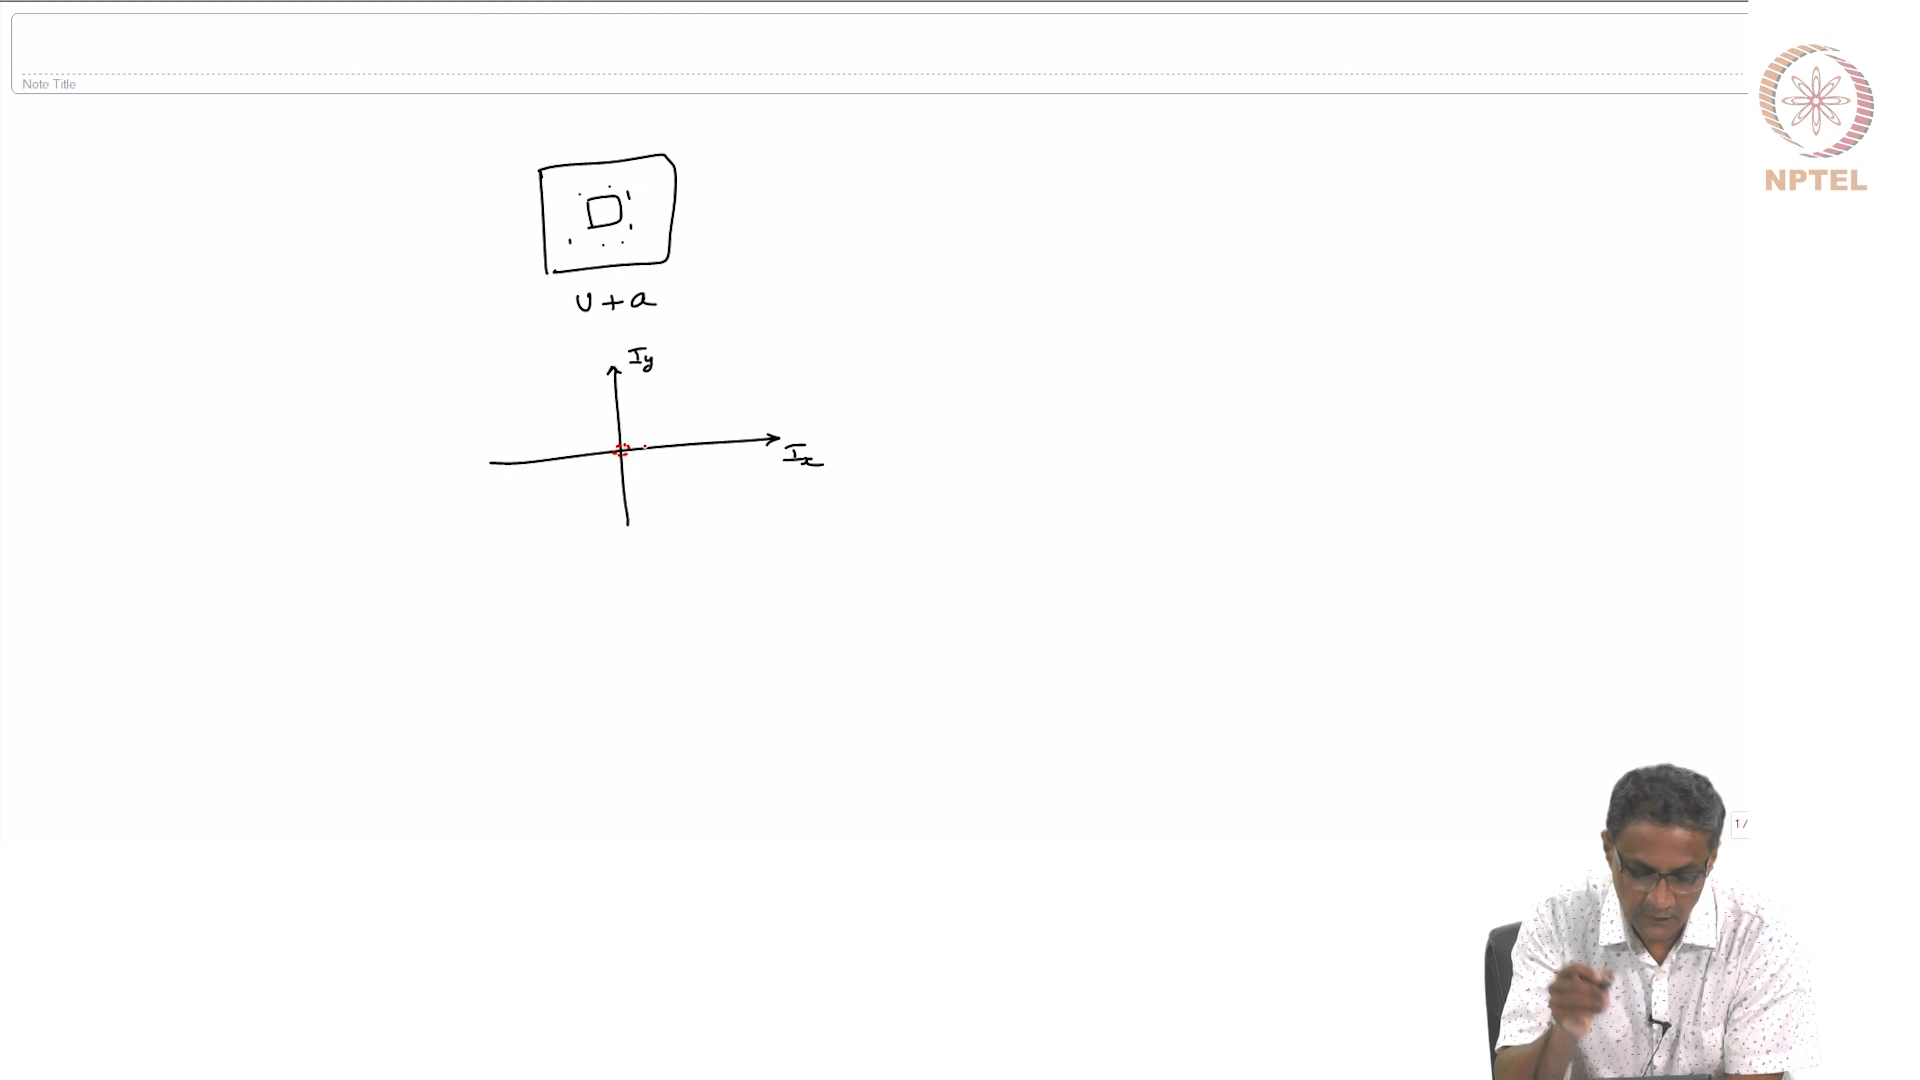 Note Title
NPTEL
U + a
Iy
Ix
1 /